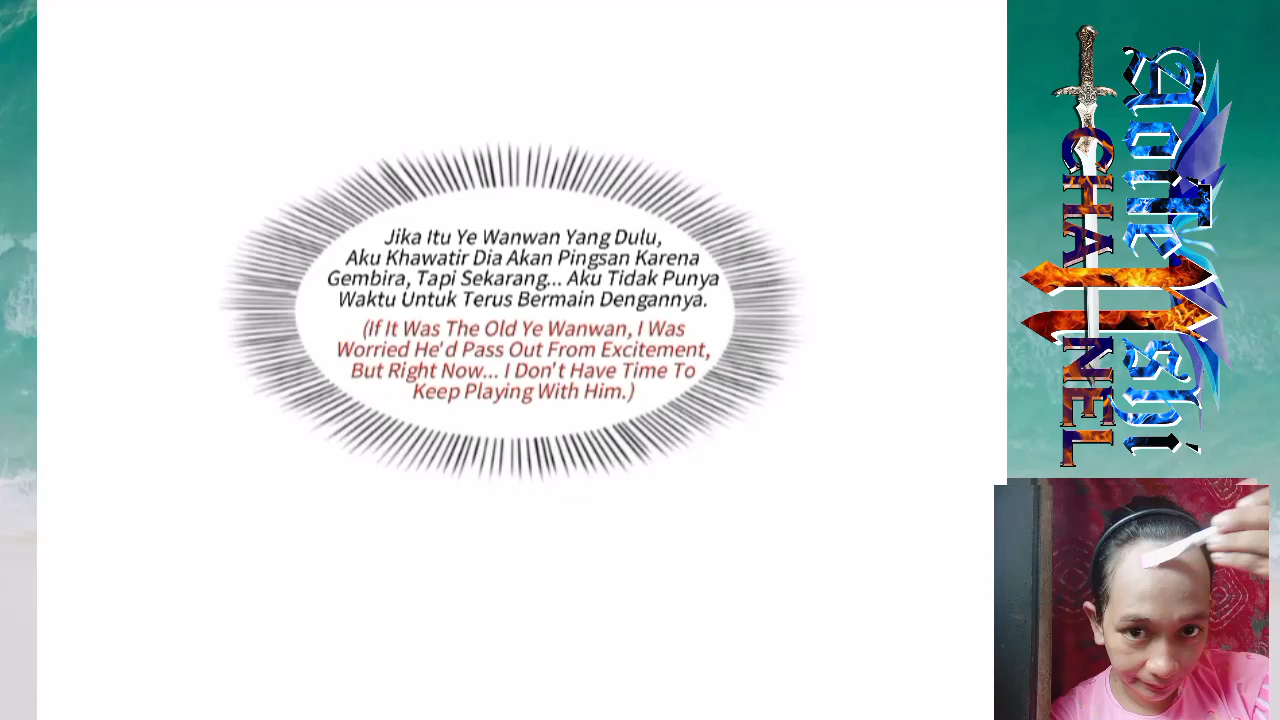 Jika Itu Ye Wanwan Yang Dulu,
Aku Khawatir Dia Akan Pingsan Karena
Gembira, Tapi Sekarang... Aku Tidak Punya
Waktu Untuk Terus Bermain Dengannya.
(If It Was The Old Ye Wanwan, I Was
Worried He'd Pass Out From Excitement,
But Right Now... I Don't Have Time To
Keep Playing With Him.)
CHANNEL